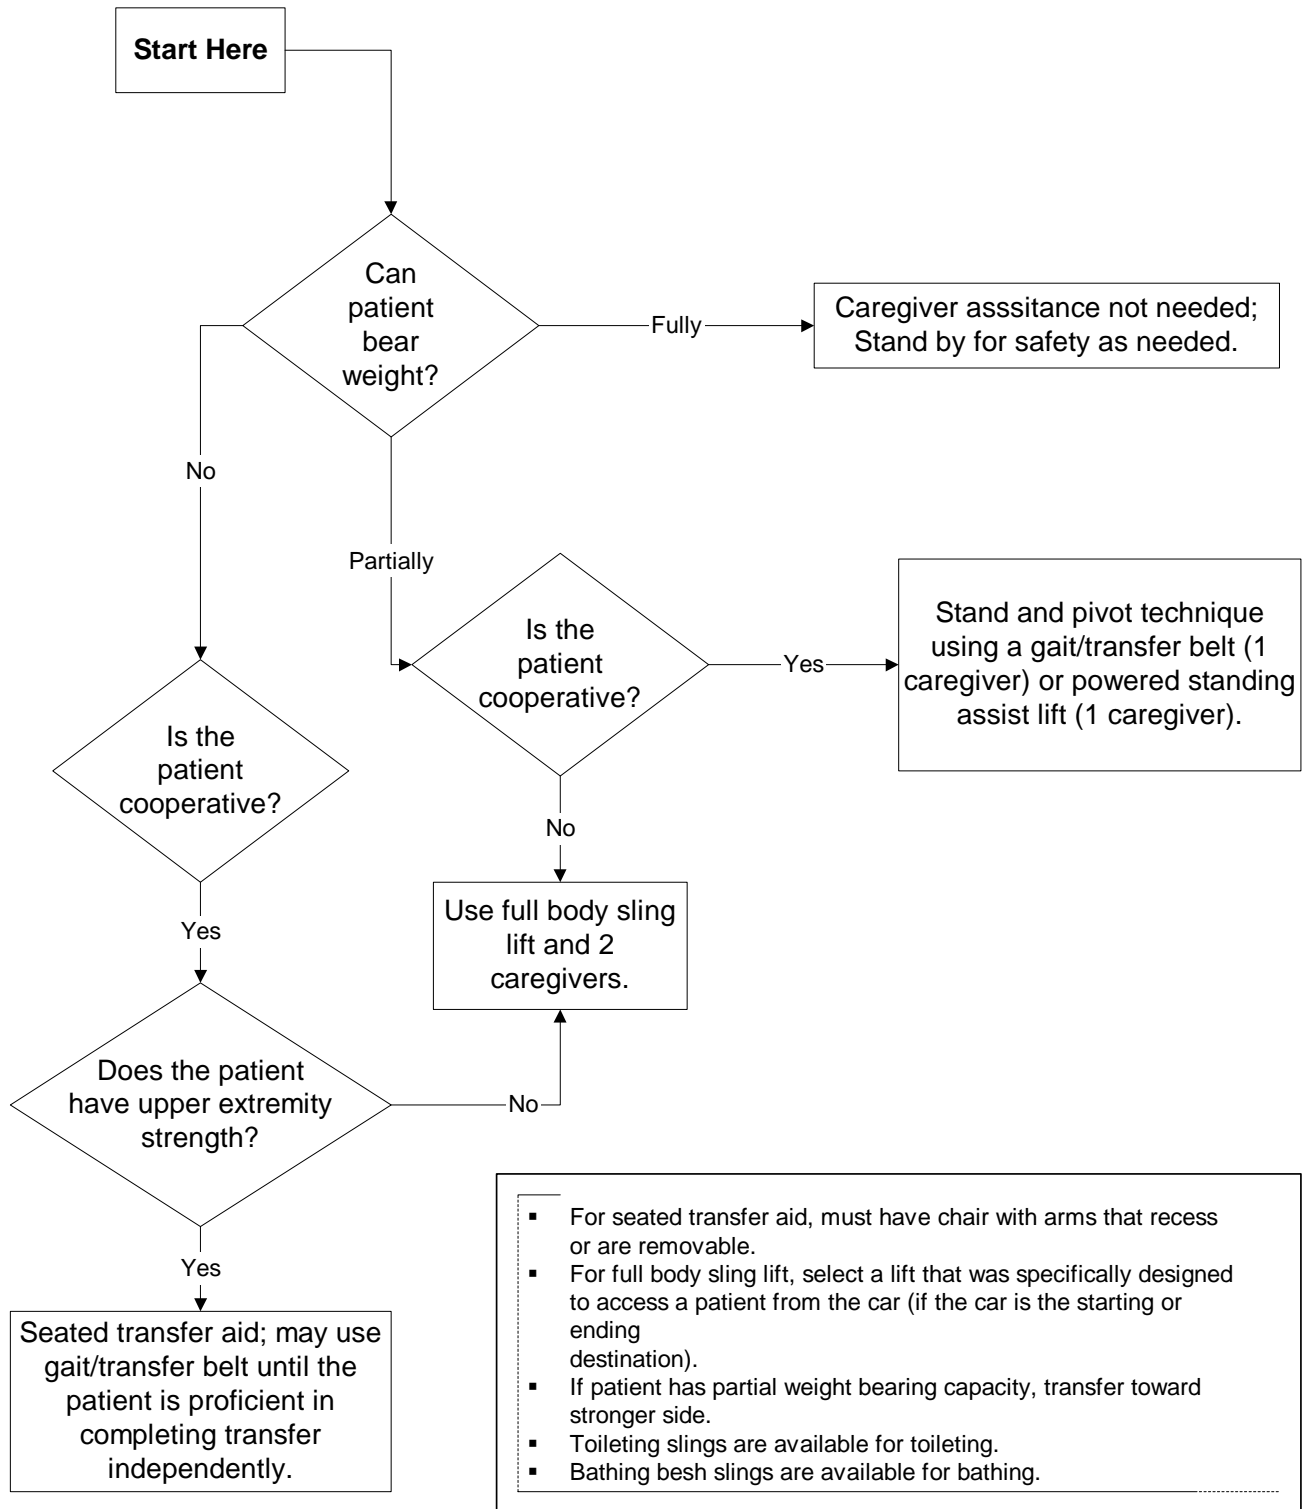 Start Here
Can
patient
bear
weight?
Fully
Caregiver asssitance not needed;
Stand by for safety as needed.
No
Partially
Is the
patient
cooperative?
Yes
Stand and pivot technique
using a gait/transfer belt (1
caregiver) or powered standing
assist lift (1 caregiver).
Is the
patient
cooperative?
No
Use full body sling
lift and 2
caregivers.
Yes
Does the patient
have upper extremity
strength?
No
Yes
Seated transfer aid; may use
gait/transfer belt until the
patient is proficient in
completing transfer
independently.
▪ For seated transfer aid, must have chair with arms that recess
or are removable.
▪ For full body sling lift, select a lift that was specifically designed
to access a patient from the car (if the car is the starting or
ending
destination).
▪ If patient has partial weight bearing capacity, transfer toward
stronger side.
▪ Toileting slings are available for toileting.
▪ Bathing besh slings are available for bathing.